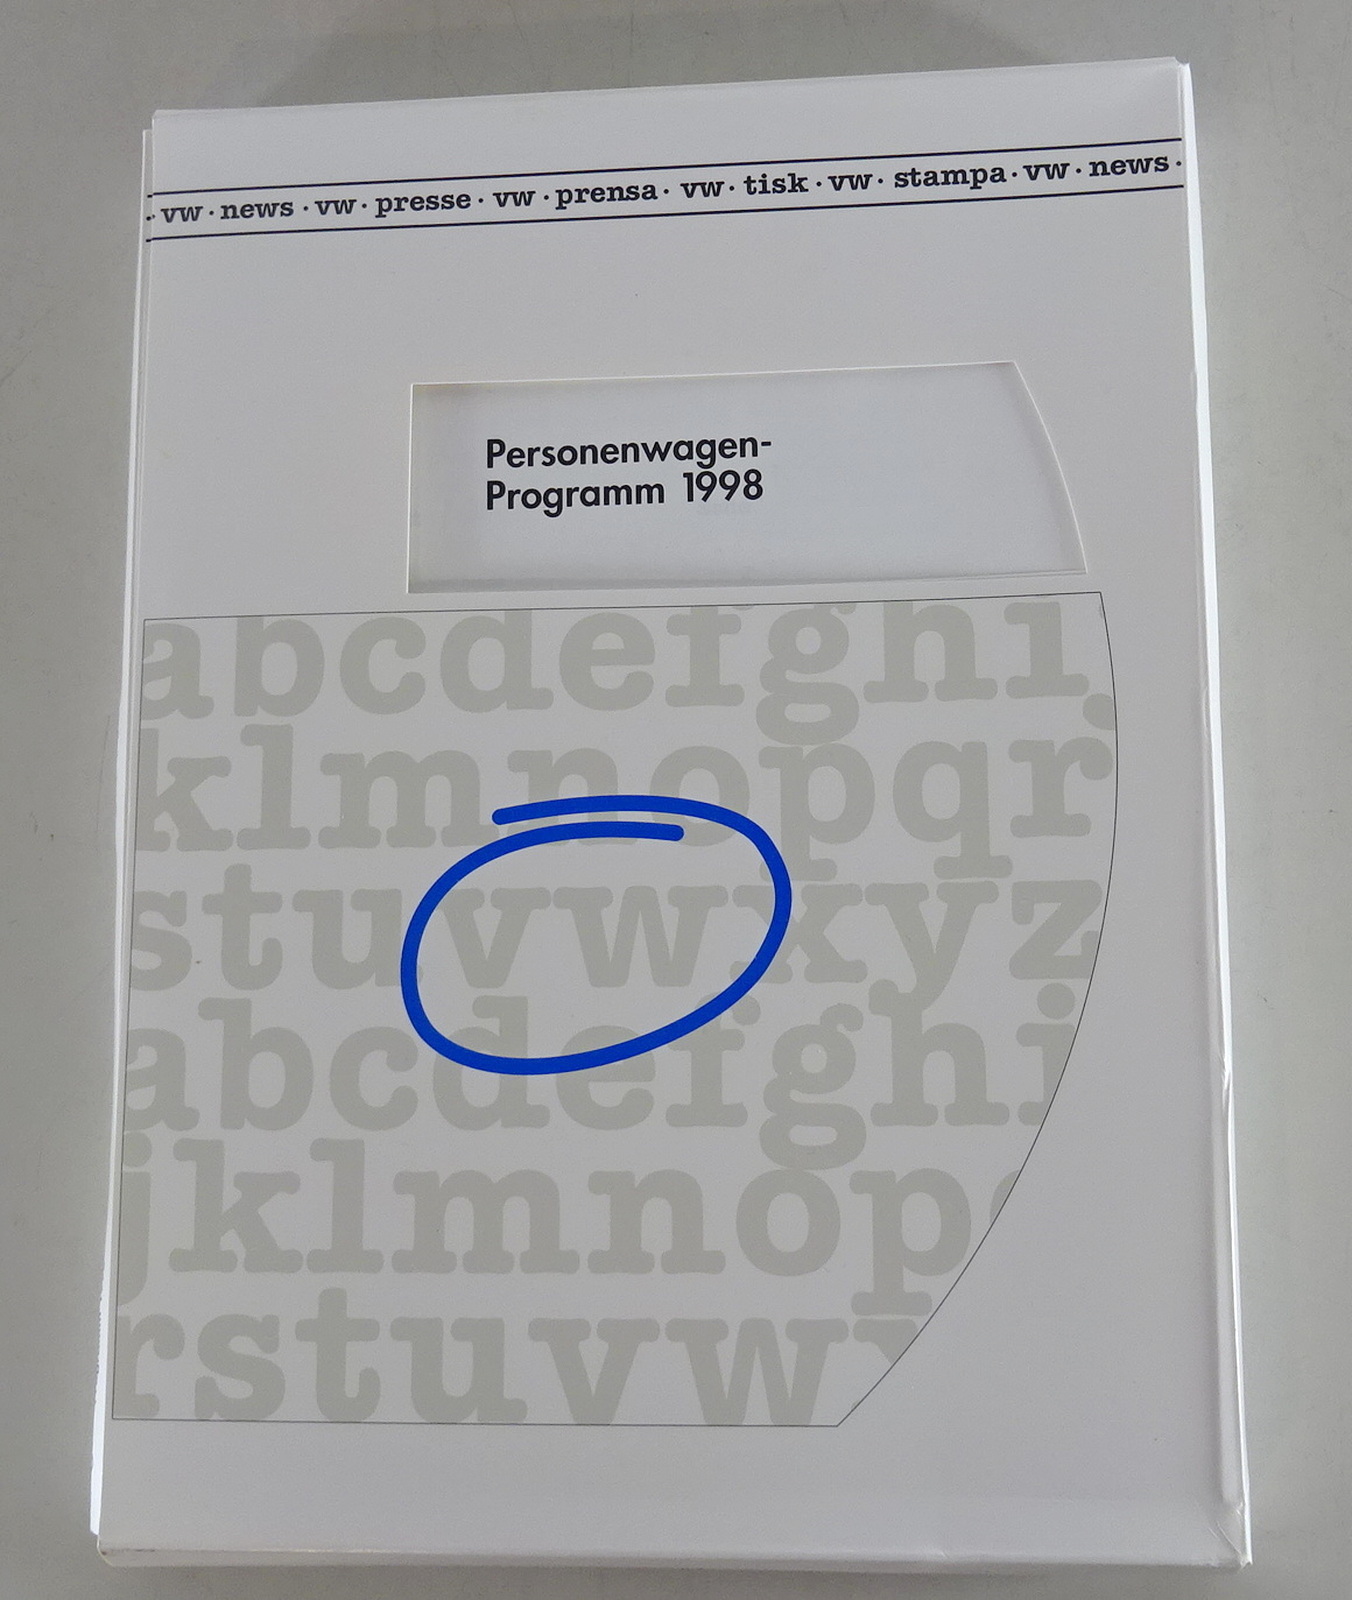 · vw · news · vw · presse · vw · prensa · vw · tisk · vw · stampa · vw · news ·
Personenwagen-
Programm 1998
abcdefghi
klmnopqr
stuvwxyz
abcdefghi
jklmnop
rstuvw